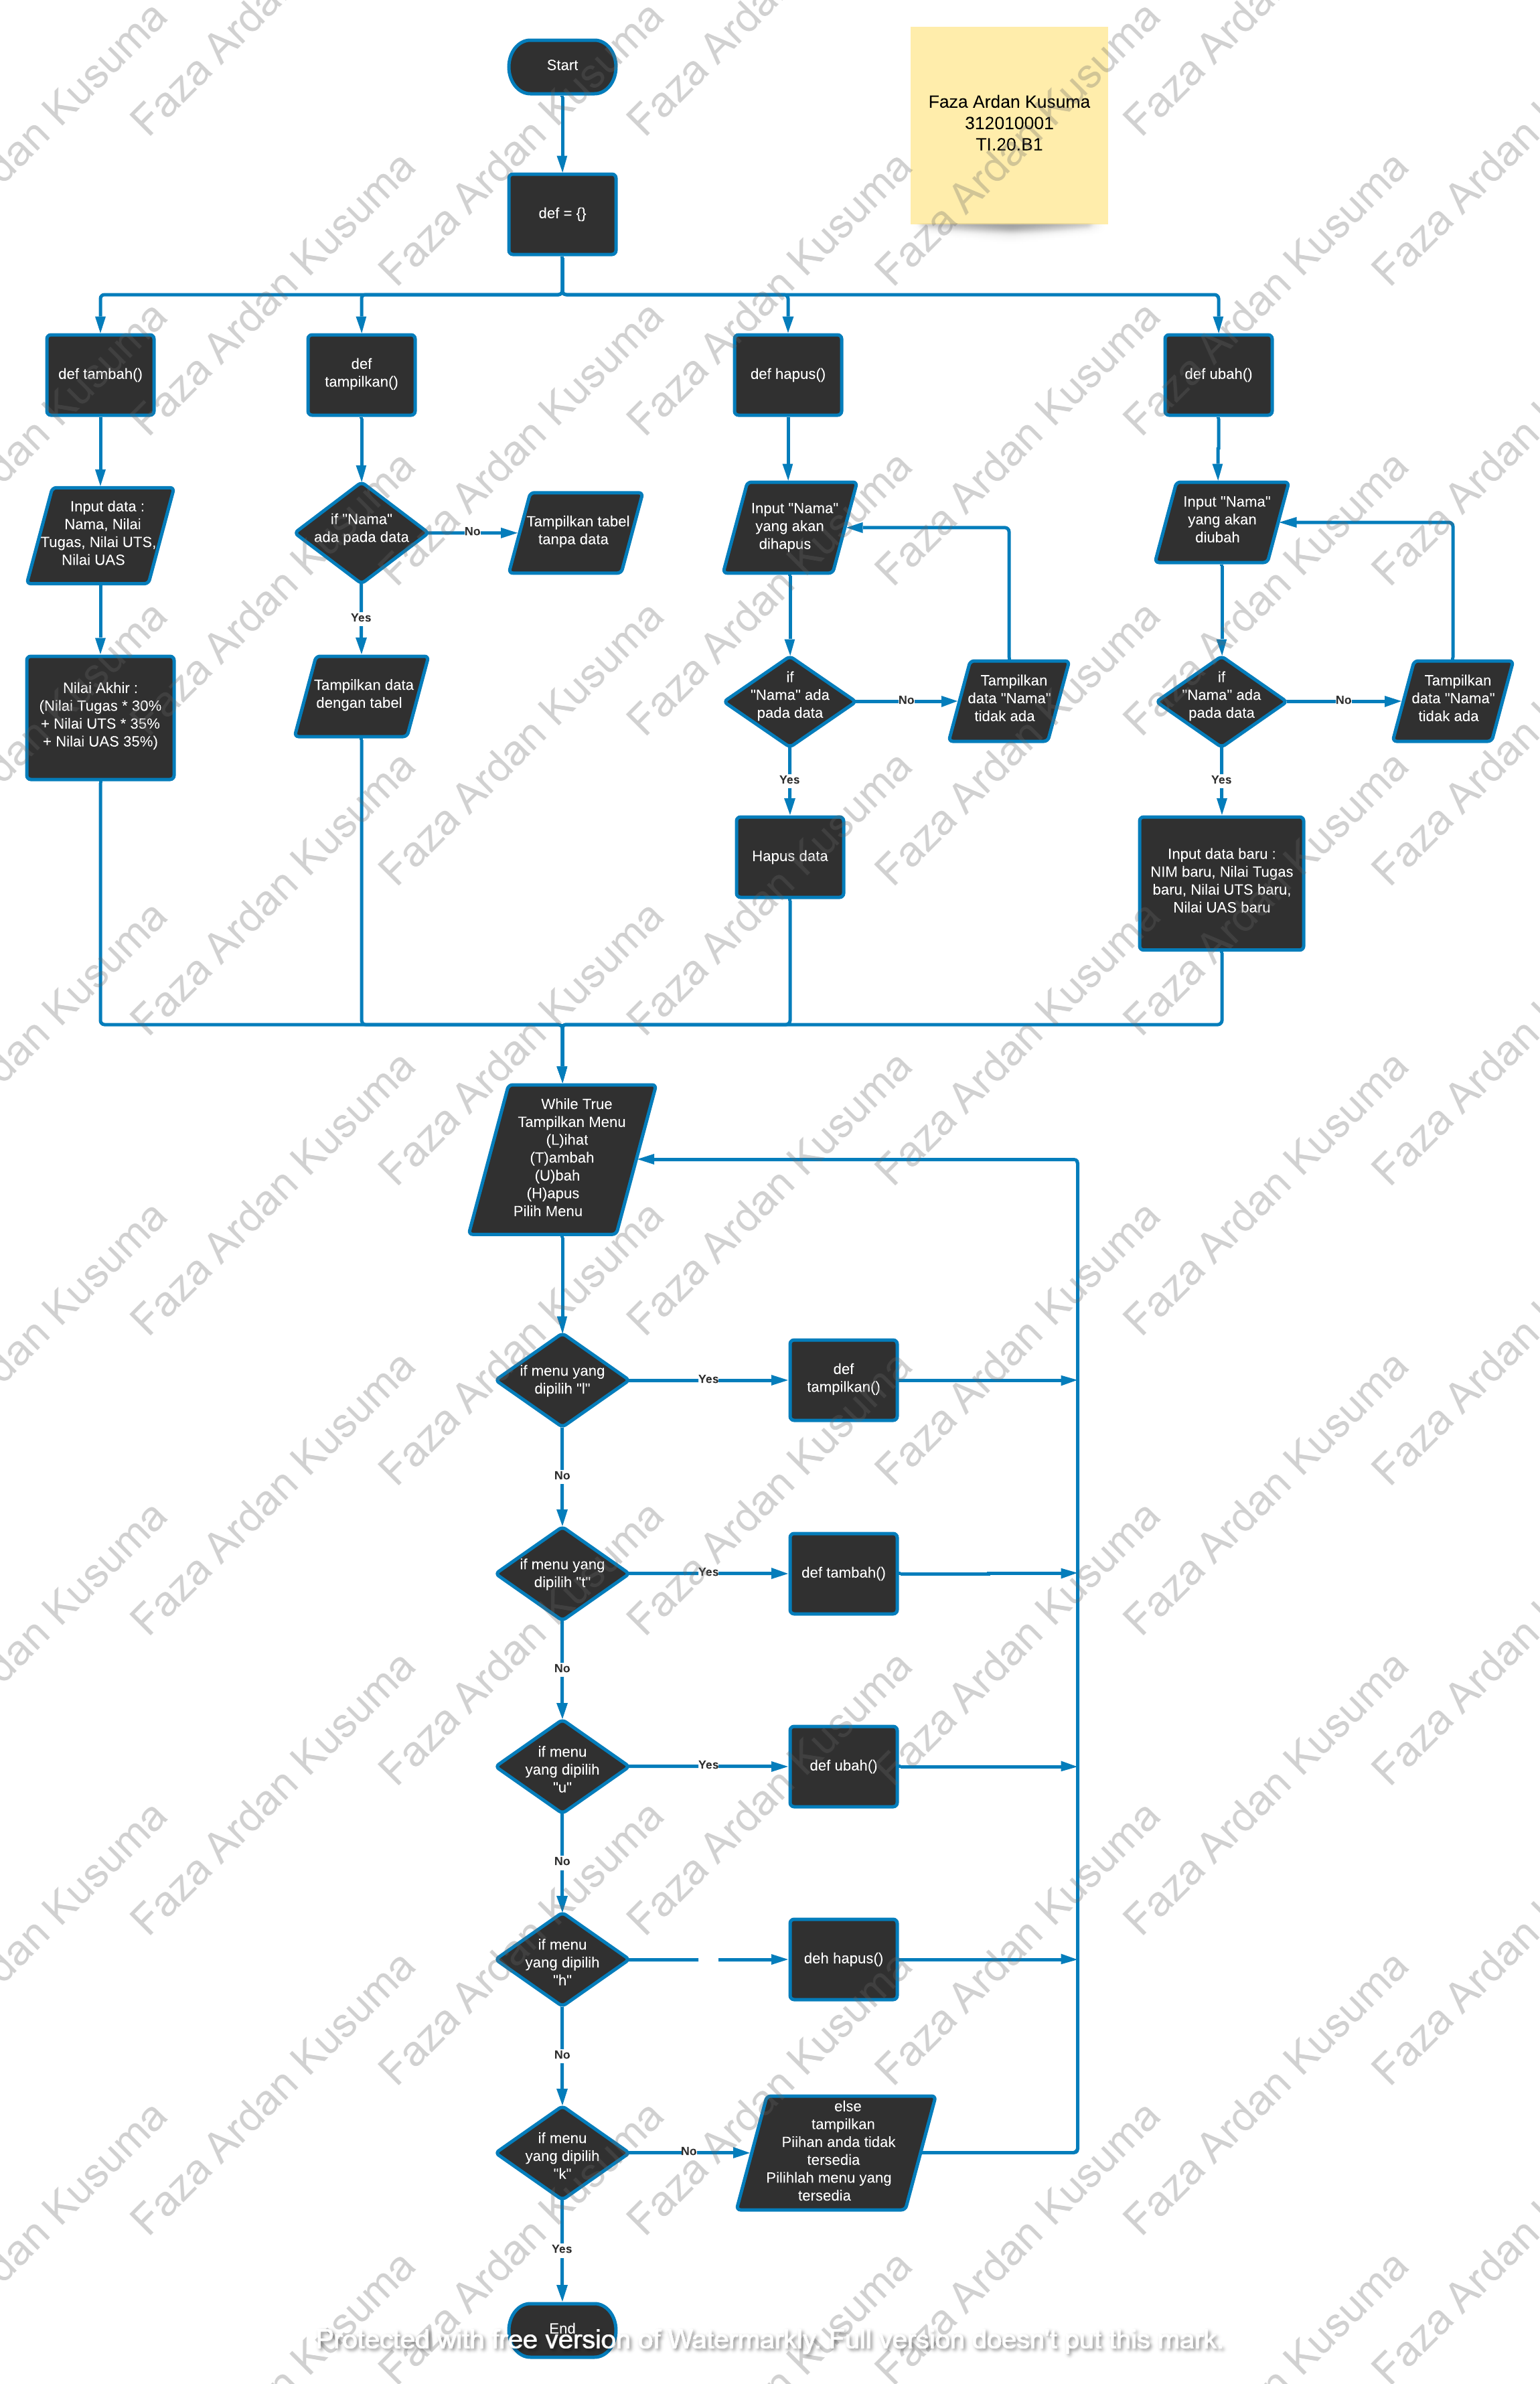 Start
Faza Ardan Kusuma
312010001
TI.20.B1
def = {}
def tambah()
def
tampilkan()
def hapus()
def ubah()
Input data :
Nama, Nilai
Tugas, Nilai UTS,
Nilai UAS
if "Nama"
ada pada data
No
Tampilkan tabel
tanpa data
Input "Nama"
yang akan
dihapus
Input "Nama"
yang akan
diubah
Yes
Nilai Akhir :
(Nilai Tugas * 30%
+ Nilai UTS * 35%
+ Nilai UAS 35%)
Tampilkan data
dengan tabel
if
"Nama" ada
pada data
No
Tampilkan
data "Nama"
tidak ada
if
"Nama" ada
pada data
No
Tampilkan
data "Nama"
tidak ada
Yes
Yes
Hapus data
Input data baru :
NIM baru, Nilai Tugas
baru, Nilai UTS baru,
Nilai UAS baru
While True
Tampilkan Menu
(L)ihat
(T)ambah
(U)bah
(H)apus
Pilih Menu
if menu yang
dipilih "l"
Yes
def
tampilkan()
No
if menu yang
dipilih "t"
Yes
def tambah()
No
if menu
yang dipilih
"u"
Yes
def ubah()
No
if menu
yang dipilih
"h"
deh hapus()
No
if menu
yang dipilih
"k"
No
else
tampilkan
Piihan anda tidak
tersedia
Pilihlah menu yang
tersedia
Yes
End
Protected with free version of Watermarkly. Full version doesn't put this mark.
Faza Ardan Kusuma